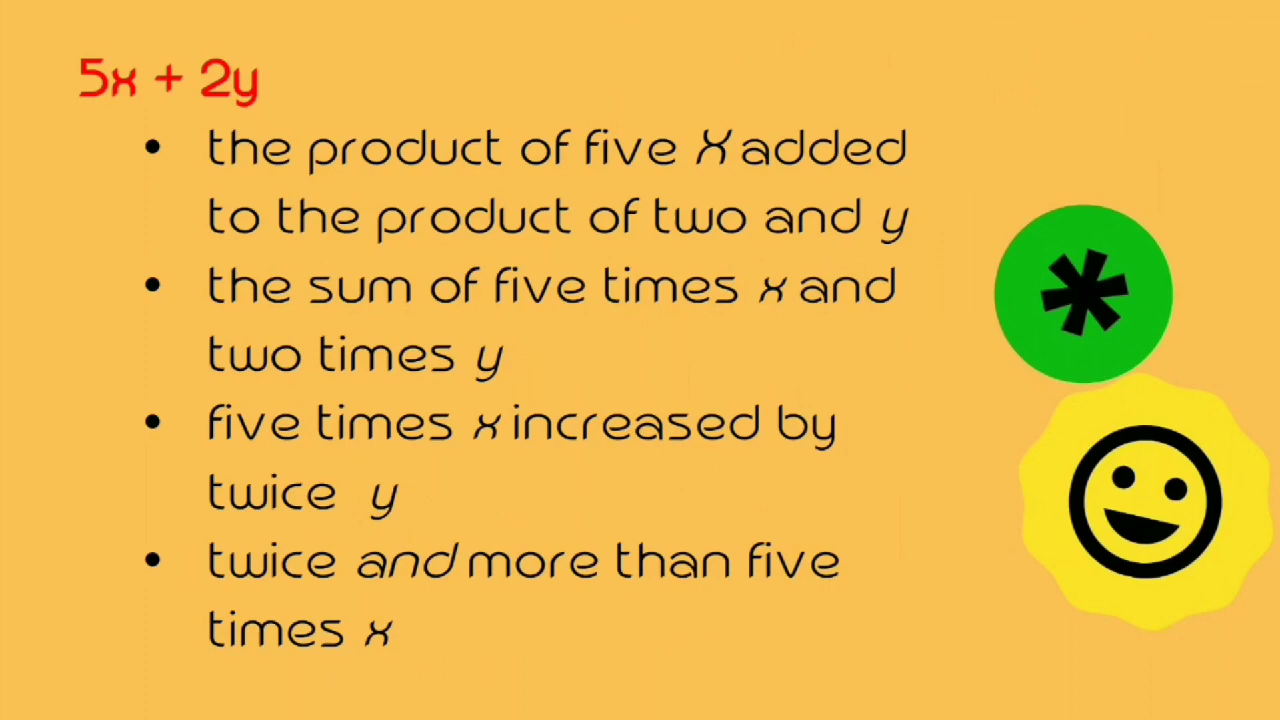 5x + 2y
• the product of five X added
to the product of two and y
• the sum of five times x and
two times y
• five times x increased by
twice y
• twice and more than five
times x